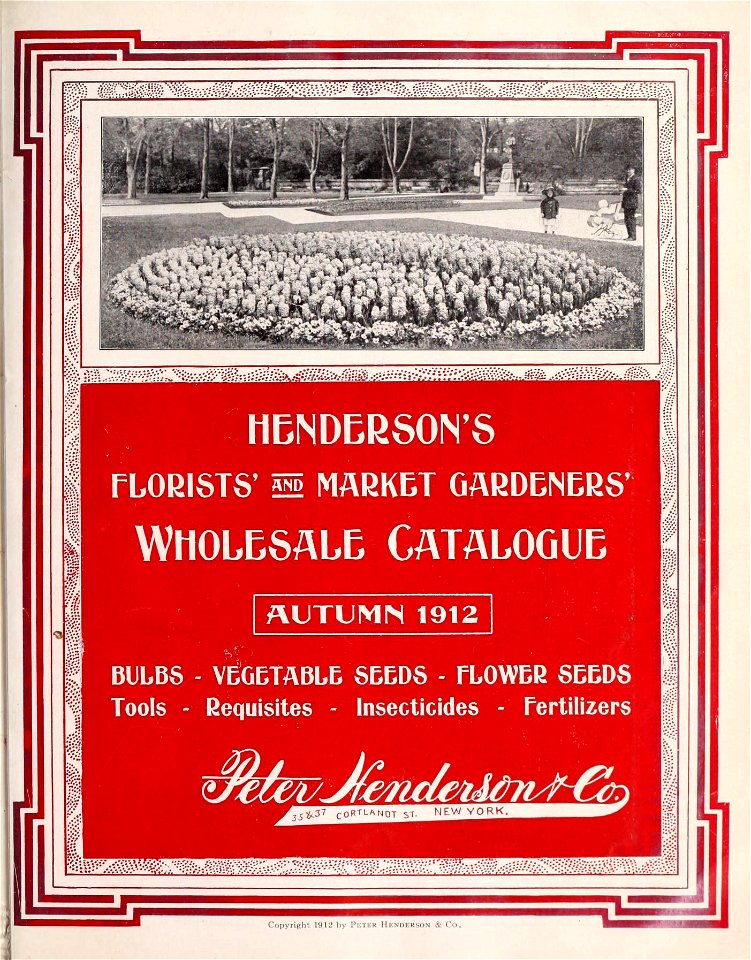 HENDERSON'S
FLORISTS' AND MARKET GARDENERS'
WHOLESALE CATALOGUE
AUTUMN 1912
BULBS - VEGETABLE SEEDS - FLOWER SEEDS
Tools - Requisites - Insecticides - Fertilizers
Peter Henderson & Co.
35 & 37 CORTLANDT ST. NEW YORK.
Copyright 1912 by PETER HENDERSON & Co.